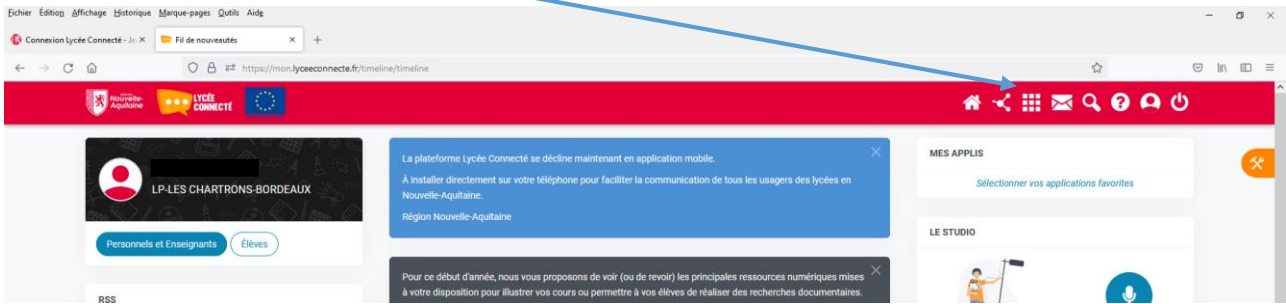 Fichier Édition Affichage Historique Marque-pages Outils Aide
Connexion Lycée Connecté - Je
Fil de nouveautés
https://mon.lyceeconnecte.fr/timeline/timeline
Nouvelle-
Aquitaine
LYCÉE
CONNECTÉ
LP-LES CHARTRONS-BORDEAUX
Personnels et Enseignants
Élèves
RSS
La plateforme Lycée Connecté se décline maintenant en application mobile.
À installer directement sur votre téléphone pour faciliter la communication de tous les usagers des lycées en
Nouvelle-Aquitaine.
Région Nouvelle-Aquitaine
Pour ce début d'année, nous vous proposons de voir (ou de revoir) les principales ressources numériques mises
à votre disposition pour illustrer vos cours ou permettre à vos élèves de réaliser des recherches documentaires.
MES APPLIS
Sélectionner vos applications favorites
LE STUDIO